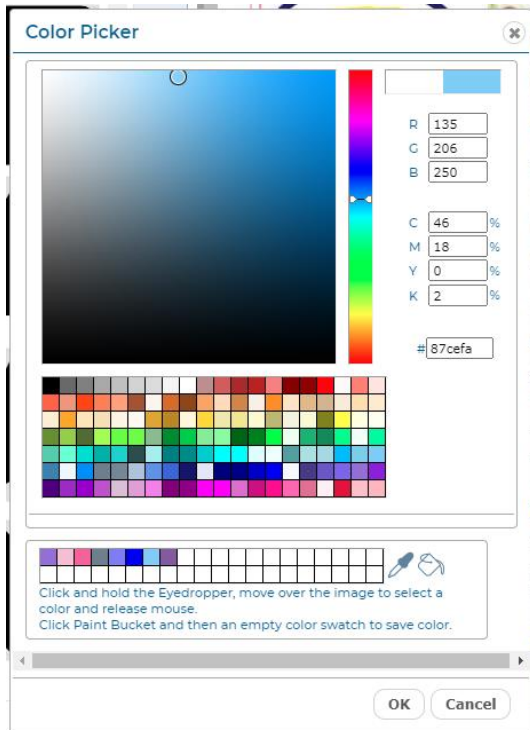 Color Picker
R 135
G 206
B 250
C 46 %
M 18 %
Y 0 %
K 2 %
# 87cefa
Click and hold the Eyedropper, move over the image to select a
color and release mouse.
Click Paint Bucket and then an empty color swatch to save color.
OK Cancel